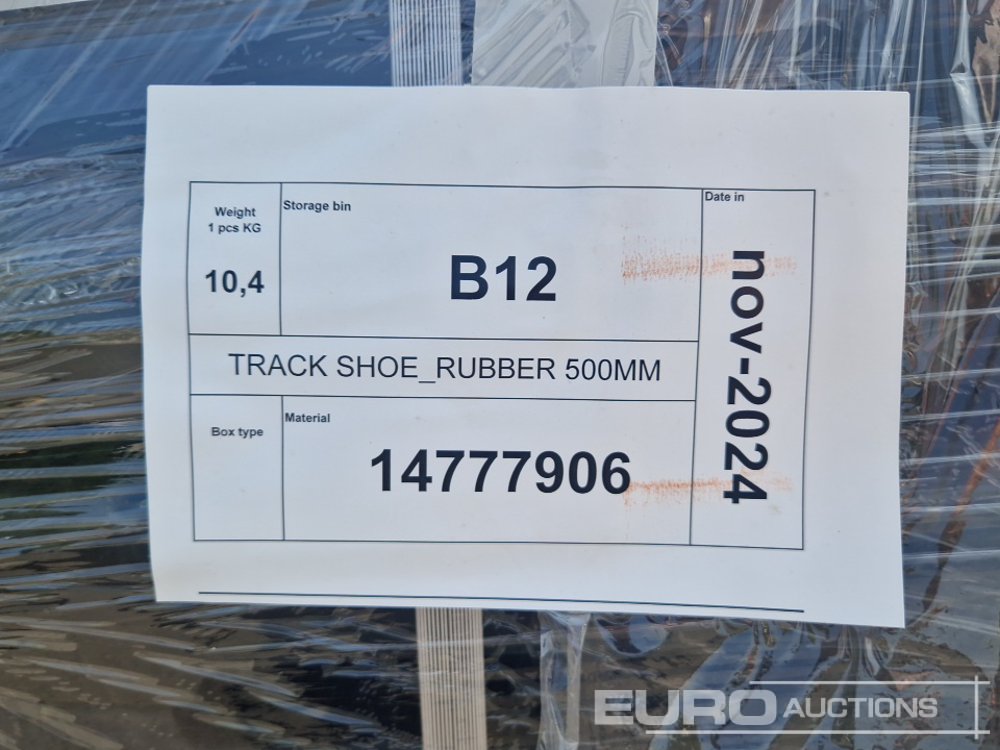 Weight
1 pcs KG
10,4
Storage bin
B12
Date in
nov-2024
TRACK SHOE_RUBBER 500MM
Box type
Material
14777906
EURO AUCTIONS